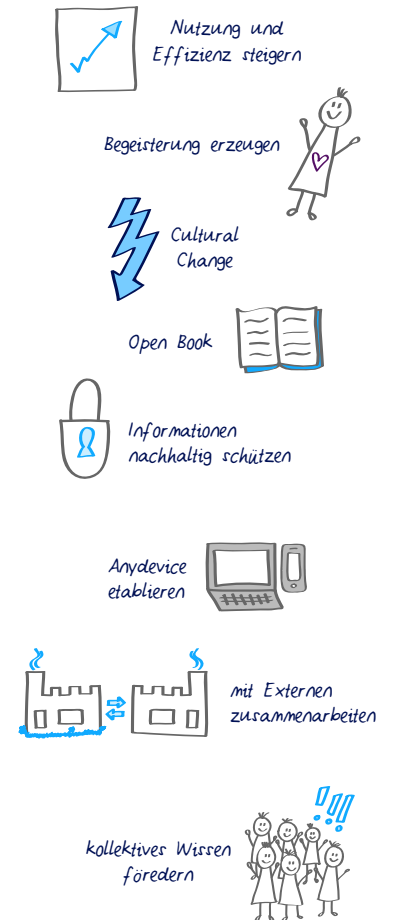 Nutzung und
Effizienz steigern
Begeisterung erzeugen
Cultural
Change
Open Book
Informationen
nachhaltig schützen
Anydevice
etablieren
mit Externen
zusammenarbeiten
kollektives Wissen
föredern
!!!